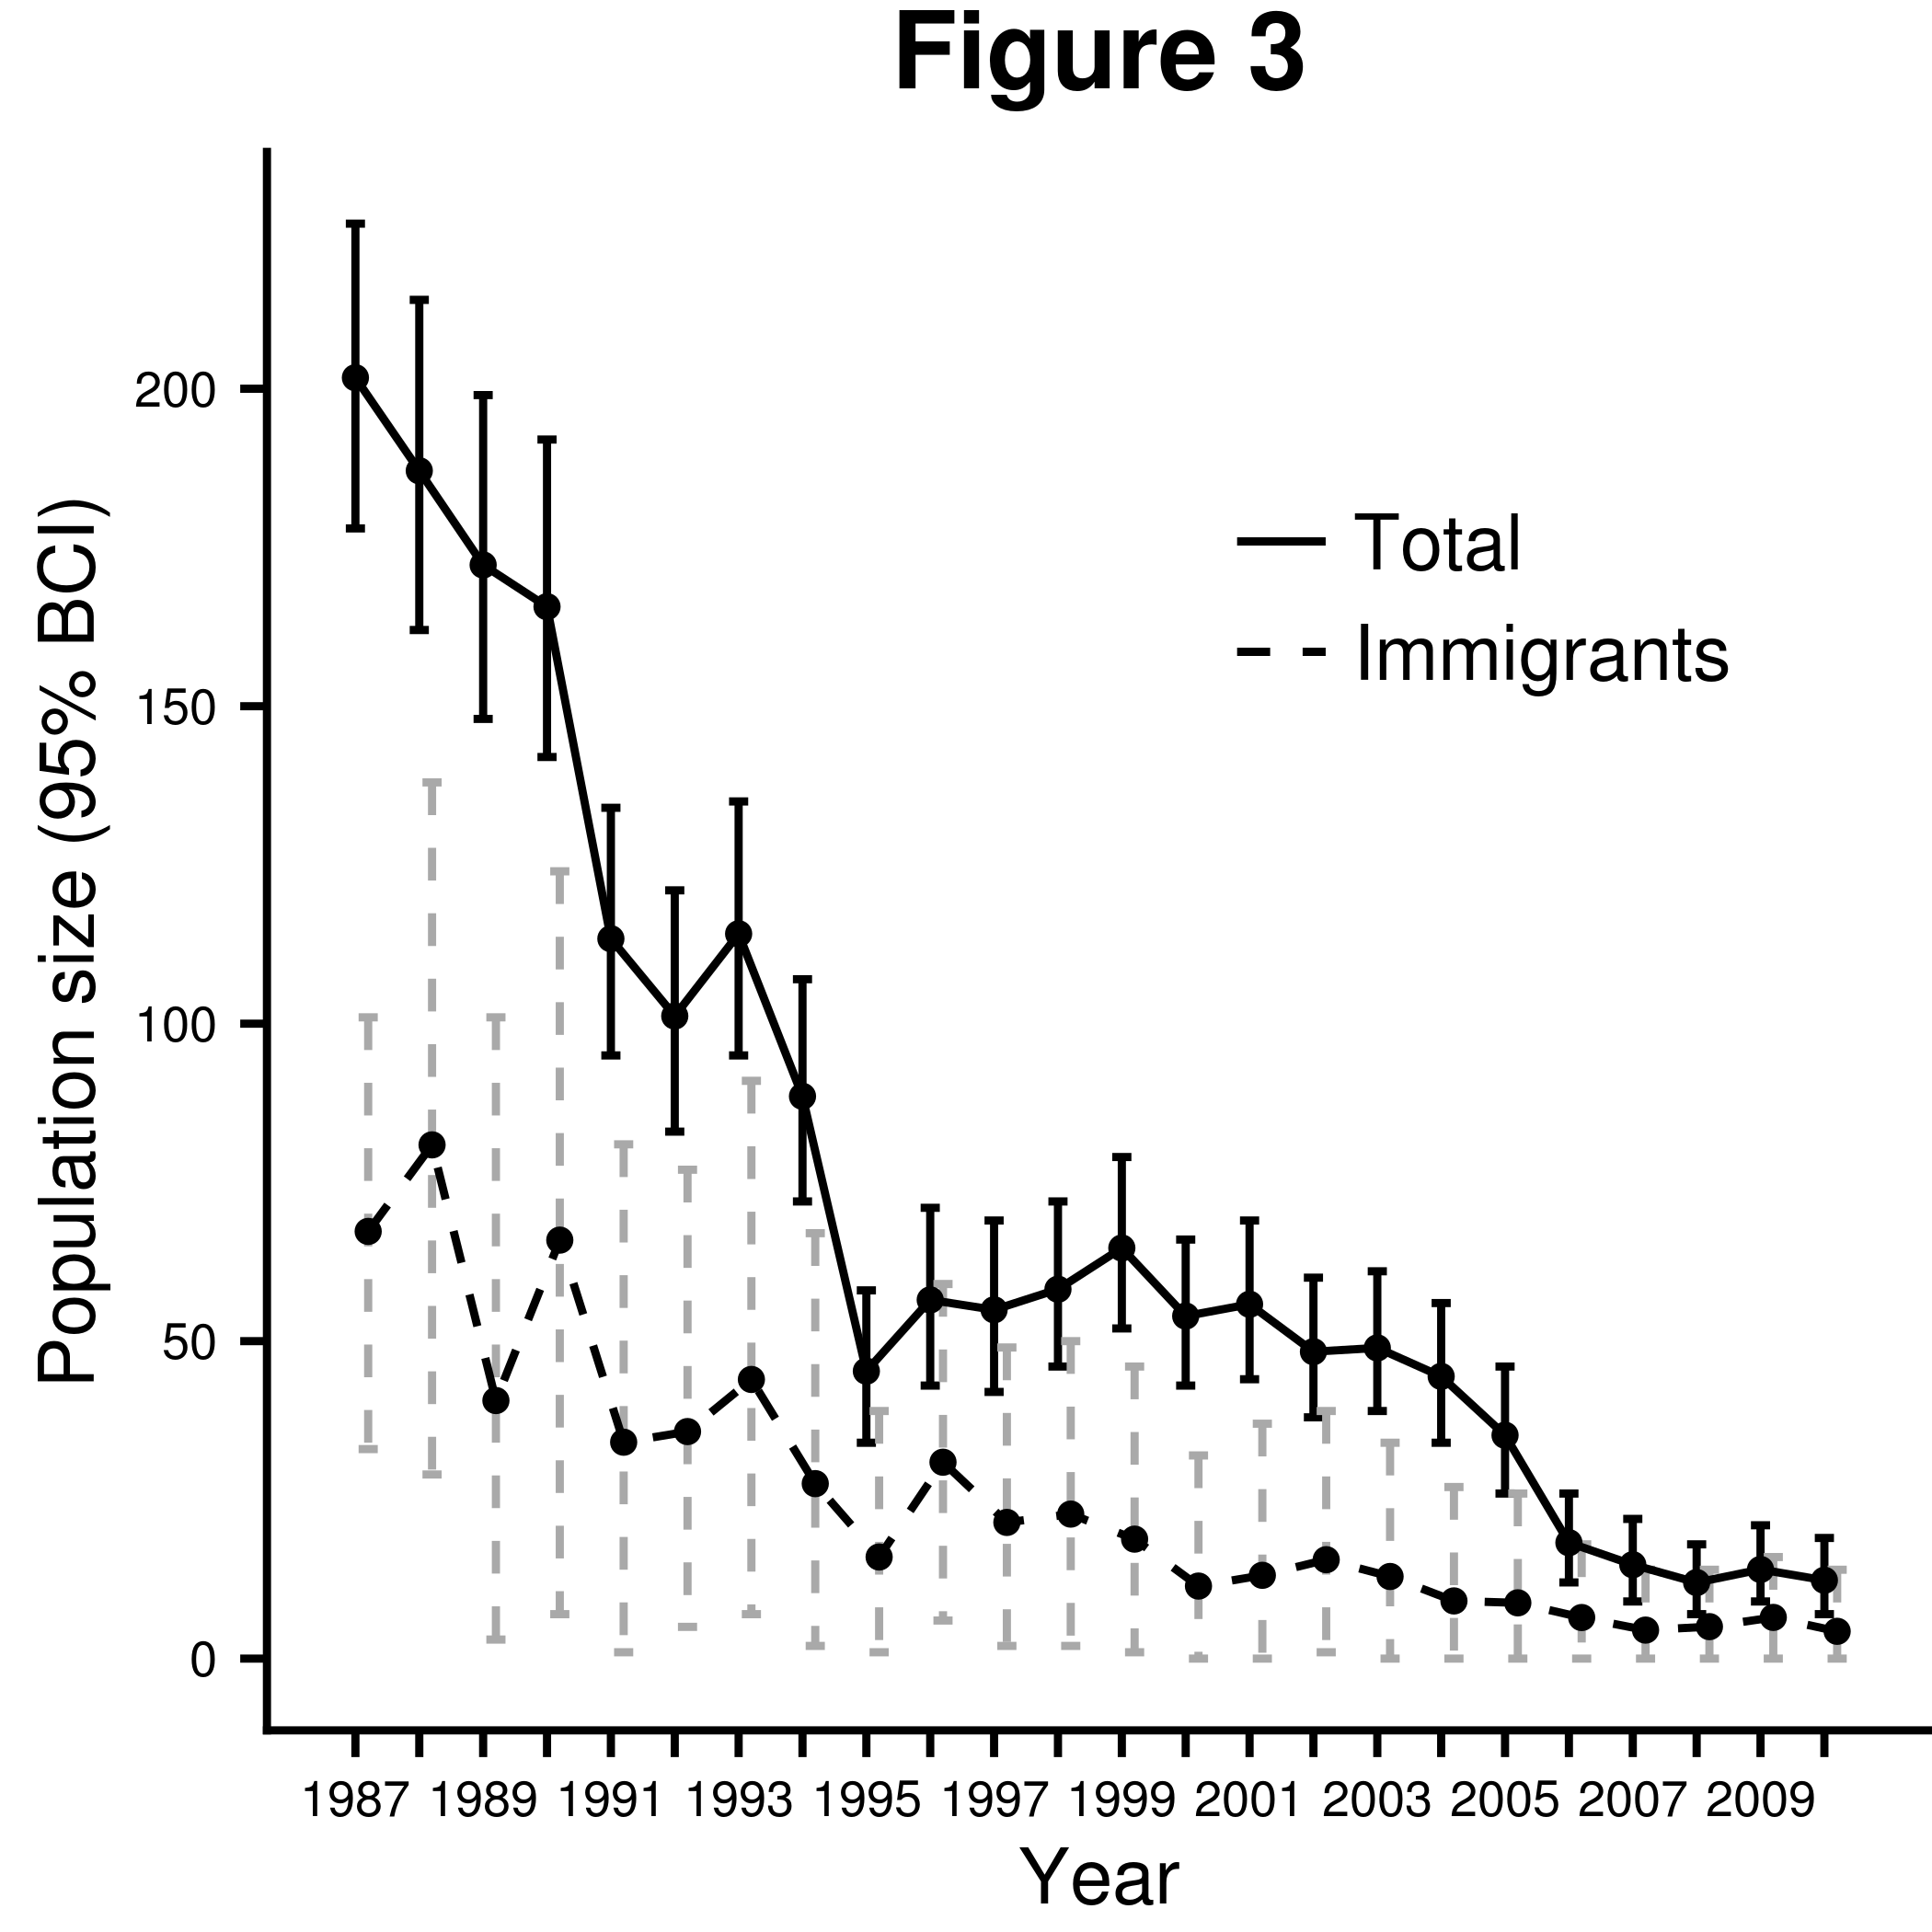 Figure 3
Population size (95% BCI)
200
150
100
50
0
Total
Immigrants
1987 1989 1991 1993 1995 1997 1999 2001 2003 2005 2007 2009
Year